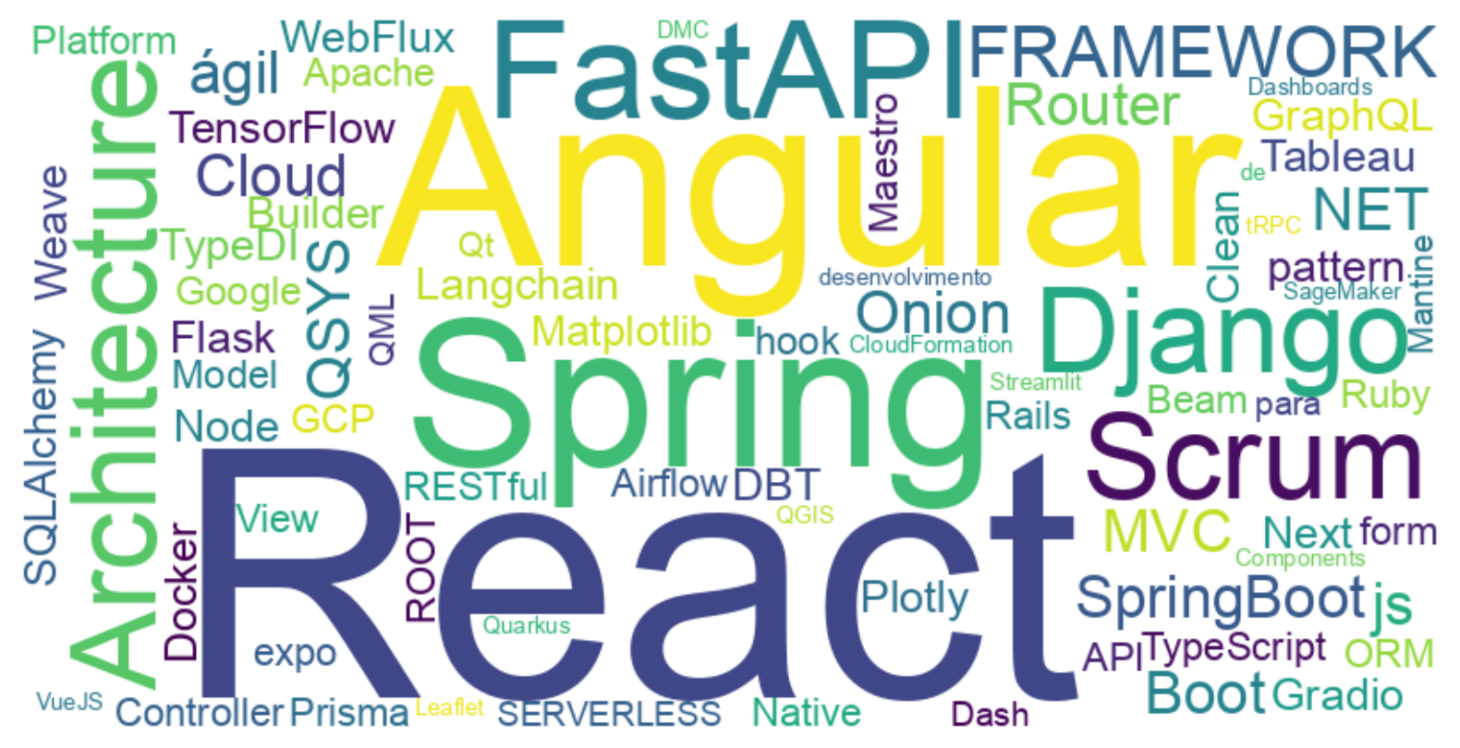 Platform
ágil
WebFlux
Apache
FastAPI
DMC
FRAMEWORK
Dashboards
Router
GraphQL
TensorFlow
Architecture
Cloud
Angular
Maestro
Tableau
de
Weave
Builder
NET
Clean
tRPC
TypeDI
QSYS
Qt
pattern
Mantine
Google
Langchain
desenvolvimento
SageMaker
Onion
Django
Flask
QML
Spring
Matplotlib
hook
CloudFormation
SQLAlchemy
Model
Streamlit
Beam
para
Ruby
Node
GCP
Rails
Scrum
React
RESTful
Airflow
DBT
QGIS
View
ROOT
MVC
Next
form
Docker
Components
Plotly
SpringBoot
js
Quarkus
expo
API
TypeScript
ORM
VueJS
Controller
Prisma
Leaflet
SERVERLESS
Native
Dash
Boot
Gradio